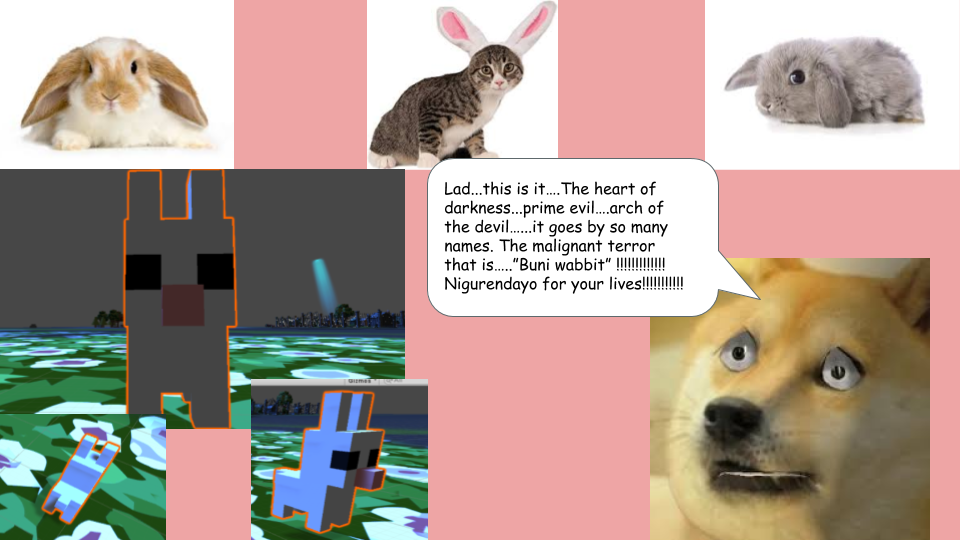 Lad...this is it....The heart of
darkness...prime evil....arch of
the devil......it goes by so many
names. The malignant terror
that is.....”Buni wabbit” !!!!!!!!!!!!!
Nigurendayo for your lives!!!!!!!!!!!